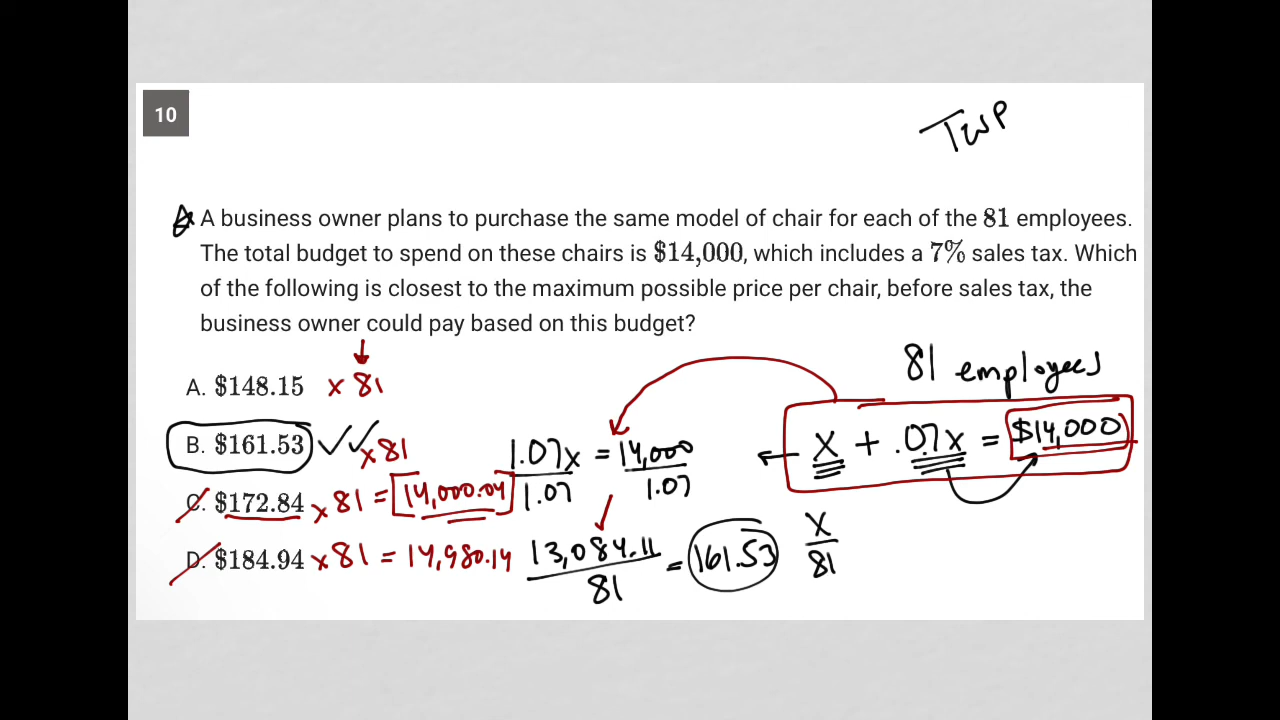 10
TWP
A business owner plans to purchase the same model of chair for each of the 81 employees.
The total budget to spend on these chairs is $14,000, which includes a 7% sales tax. Which
of the following is closest to the maximum possible price per chair, before sales tax, the
business owner could pay based on this budget?
A. $148.15 x 81
B. $161.53 x 81
C. $172.84 x 81 = 14,000.04
D. $184.94 x 81 = 14,980.14
81 employees
x + .07x = $14,000
1.07x = 14,000
1.07 1.07
13,084.11 = 161.53
81
x
81